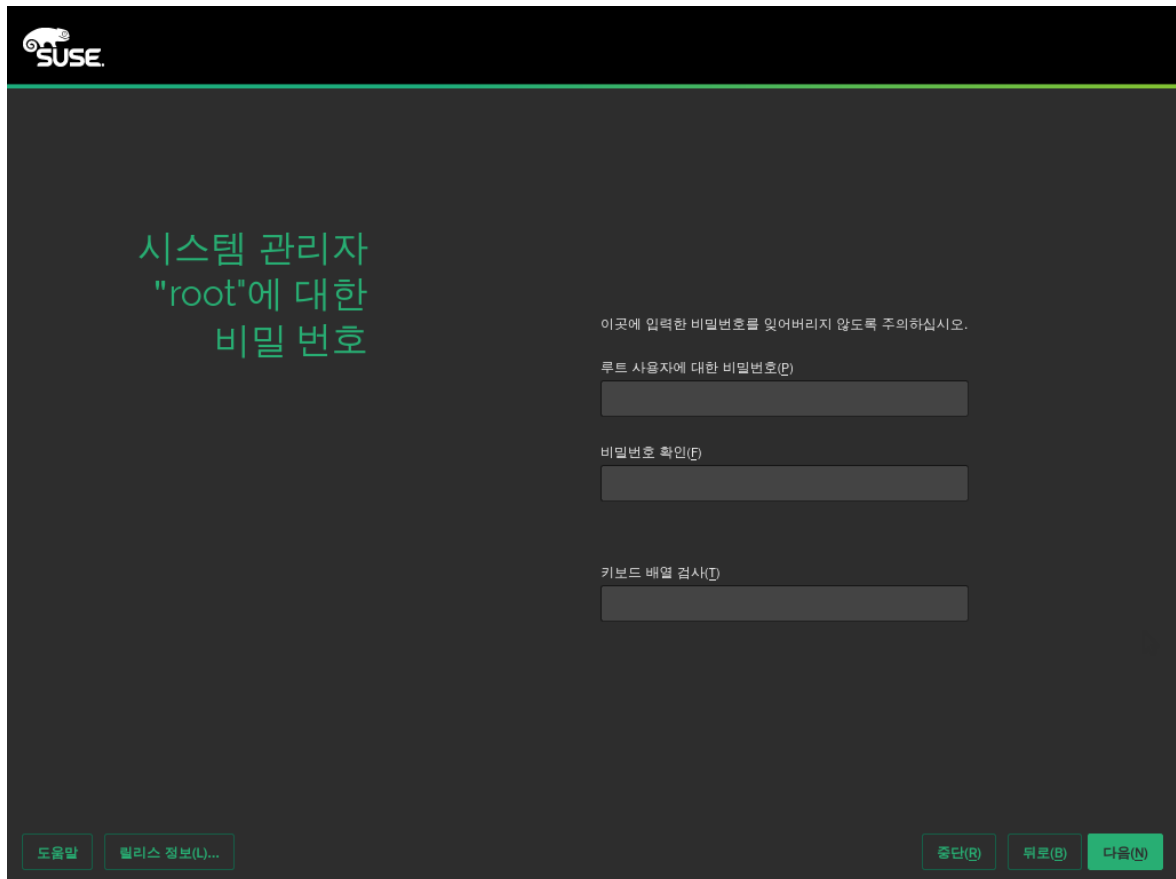 SUSE.
시스템 관리자
"root"에 대한
비밀 번호
이곳에 입력한 비밀번호를 잊어버리지 않도록 주의하십시오.
루트 사용자에 대한 비밀번호(P)
비밀번호 확인(F)
키보드 배열 검사(T)
도움말 릴리스 정보(L)... 중단(R) 뒤로(B) 다음(N)